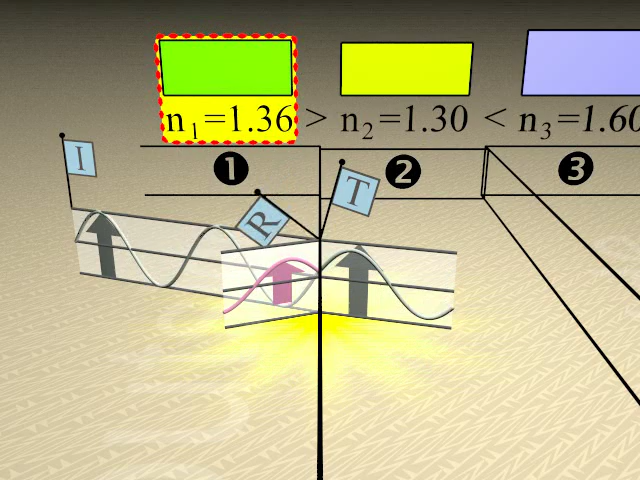 n1=1.36 > n2=1.30 < n3=1.60
❶ ❷ ❸
I
T
R